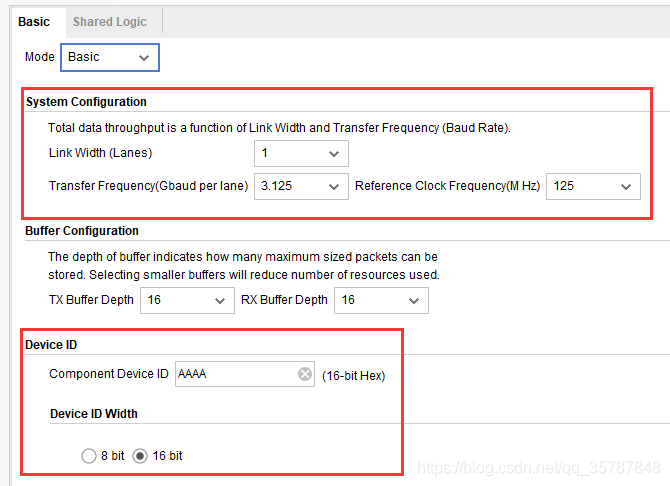 Basic Shared Logic
Mode Basic
System Configuration
Total data throughput is a function of Link Width and Transfer Frequency (Baud Rate).
Link Width (Lanes) 1
Transfer Frequency(Gbaud per lane) 3.125 Reference Clock Frequency(M Hz) 125
Buffer Configuration
The depth of buffer indicates how many maximum sized packets can be
stored. Selecting smaller buffers will reduce number of resources used.
TX Buffer Depth 16 RX Buffer Depth 16
Device ID
Component Device ID AAAA (16-bit Hex)
Device ID Width
8 bit 16 bit
https://blog.csdn.net/qq_35787848